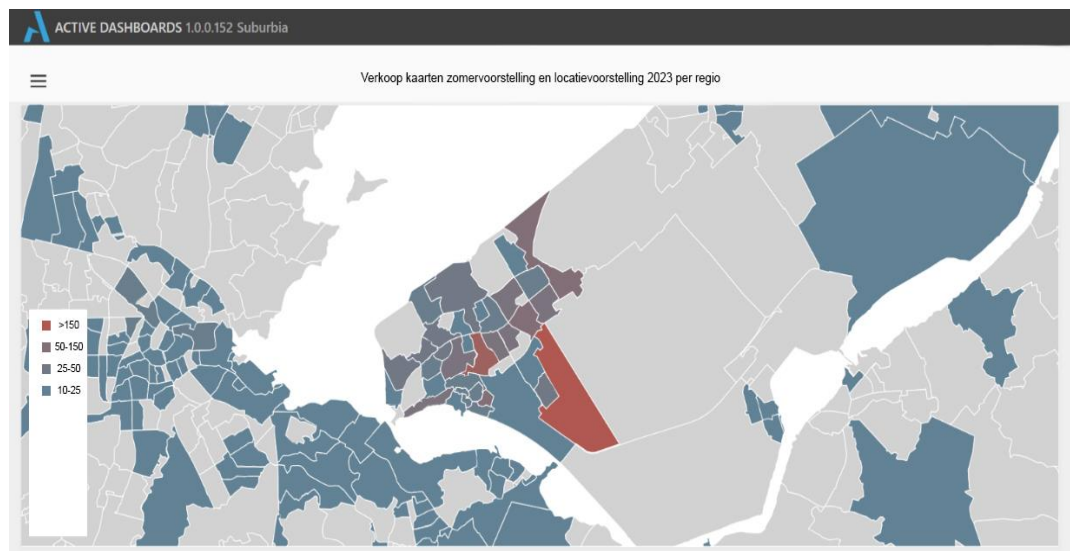 ACTIVE DASHBOARDS 1.0.0.152 Suburbia
Verkoop kaarten zomervoorstelling en locatievoorstelling 2023 per regio
>150
50-150
25-50
10-25